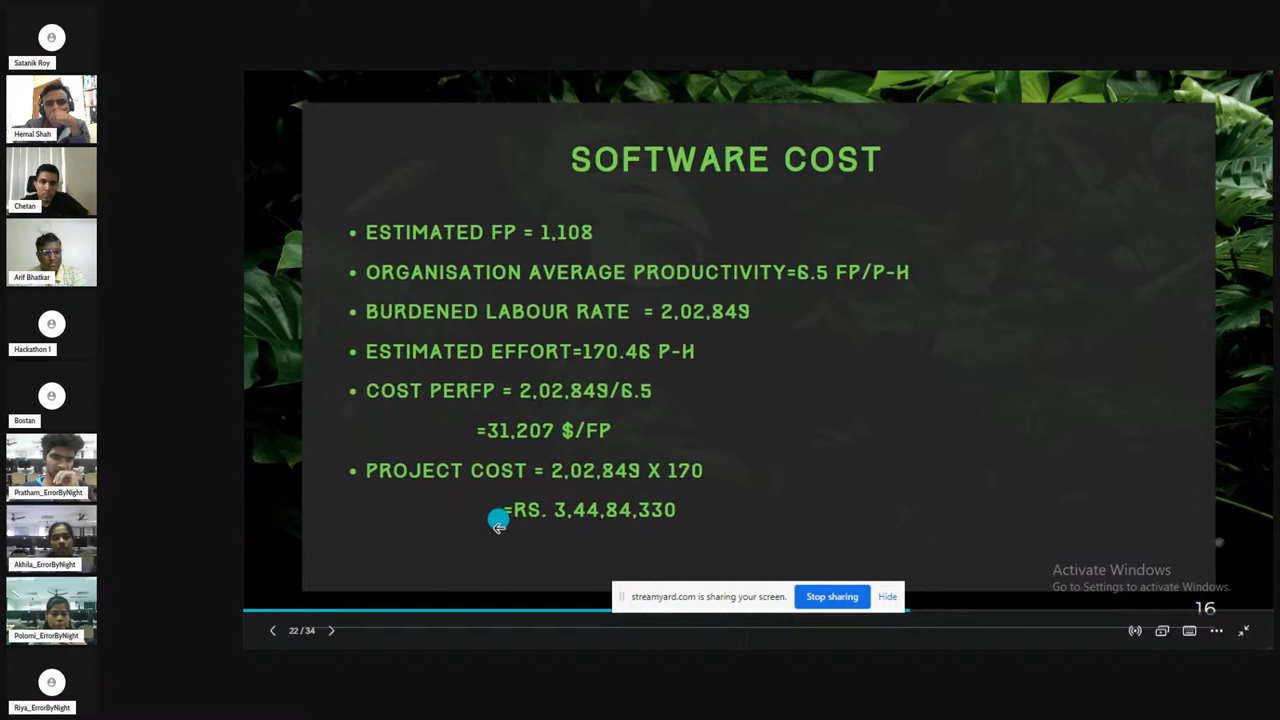 Satanik Roy
Hemal Shah
Chetan
Arif Bhatkar
Hackathon 1
Bostan
Pratham_ErrorByNight
Akhila_ErrorByNight
Polomi_ErrorByNight
Riya_ErrorByNight
SOFTWARE COST
• ESTIMATED FP = 1,108
• ORGANISATION AVERAGE PRODUCTIVITY=6.5 FP/P-H
• BURDENED LABOUR RATE = 2,02,849
• ESTIMATED EFFORT=170.46 P-H
• COST PERFP = 2,02,849/6.5
=31,207 $/FP
• PROJECT COST = 2,02,849 X 170
=RS. 3,44,84,330
Activate Windows
Go to Settings to activate Windows.
streamyard.com is sharing your screen. Stop sharing Hide
16
22 / 34